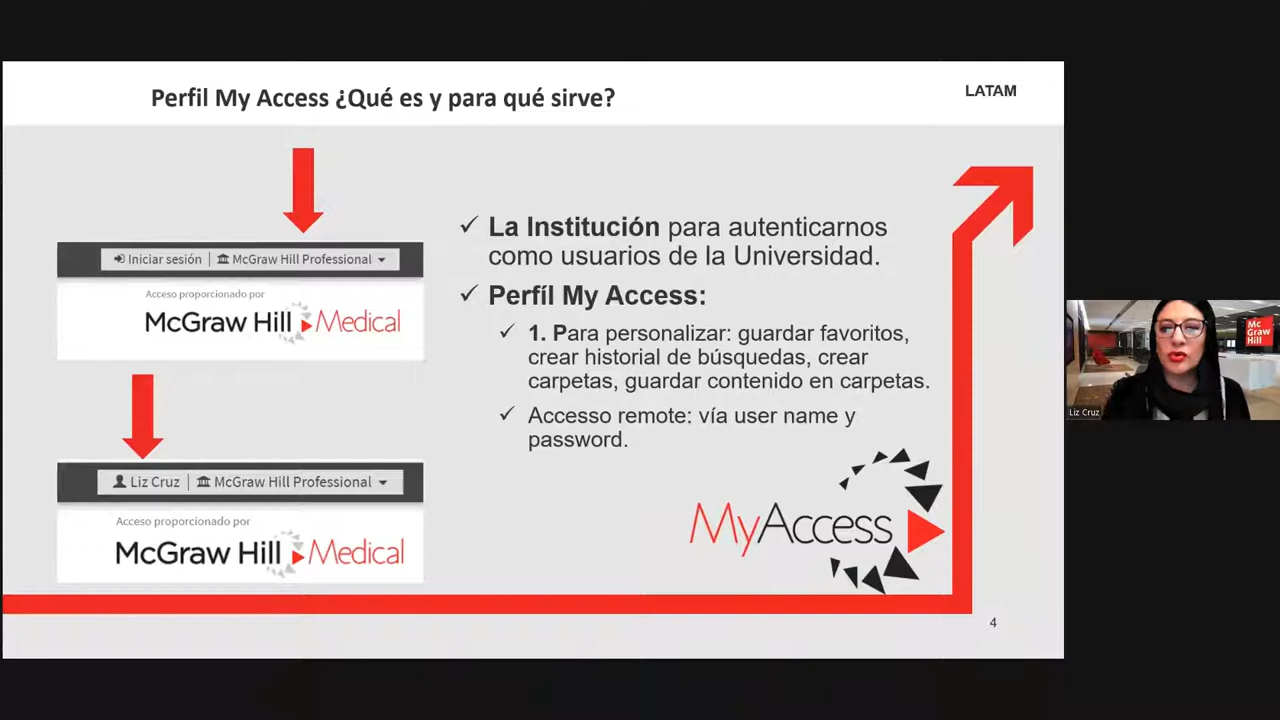 Perfil My Access ¿Qué es y para qué sirve?
LATAM
Iniciar sesión | McGraw Hill Professional
Acceso proporcionado por
McGraw Hill Medical
Liz Cruz | McGraw Hill Professional
Acceso proporcionado por
McGraw Hill Medical
La Institución para autenticarnos
como usuarios de la Universidad.
Perfíl My Access:
1. Para personalizar: guardar favoritos,
crear historial de búsquedas, crear
carpetas, guardar contenido en carpetas.
Accesso remote: vía user name y
password.
MyAccess
4
Mc
Graw
Hill
Liz Cruz